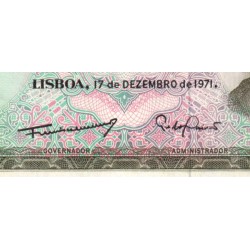 LISBOA, 17 de DEZEMBRO de 1971.
GOVERNADOR ADMINISTRADOR